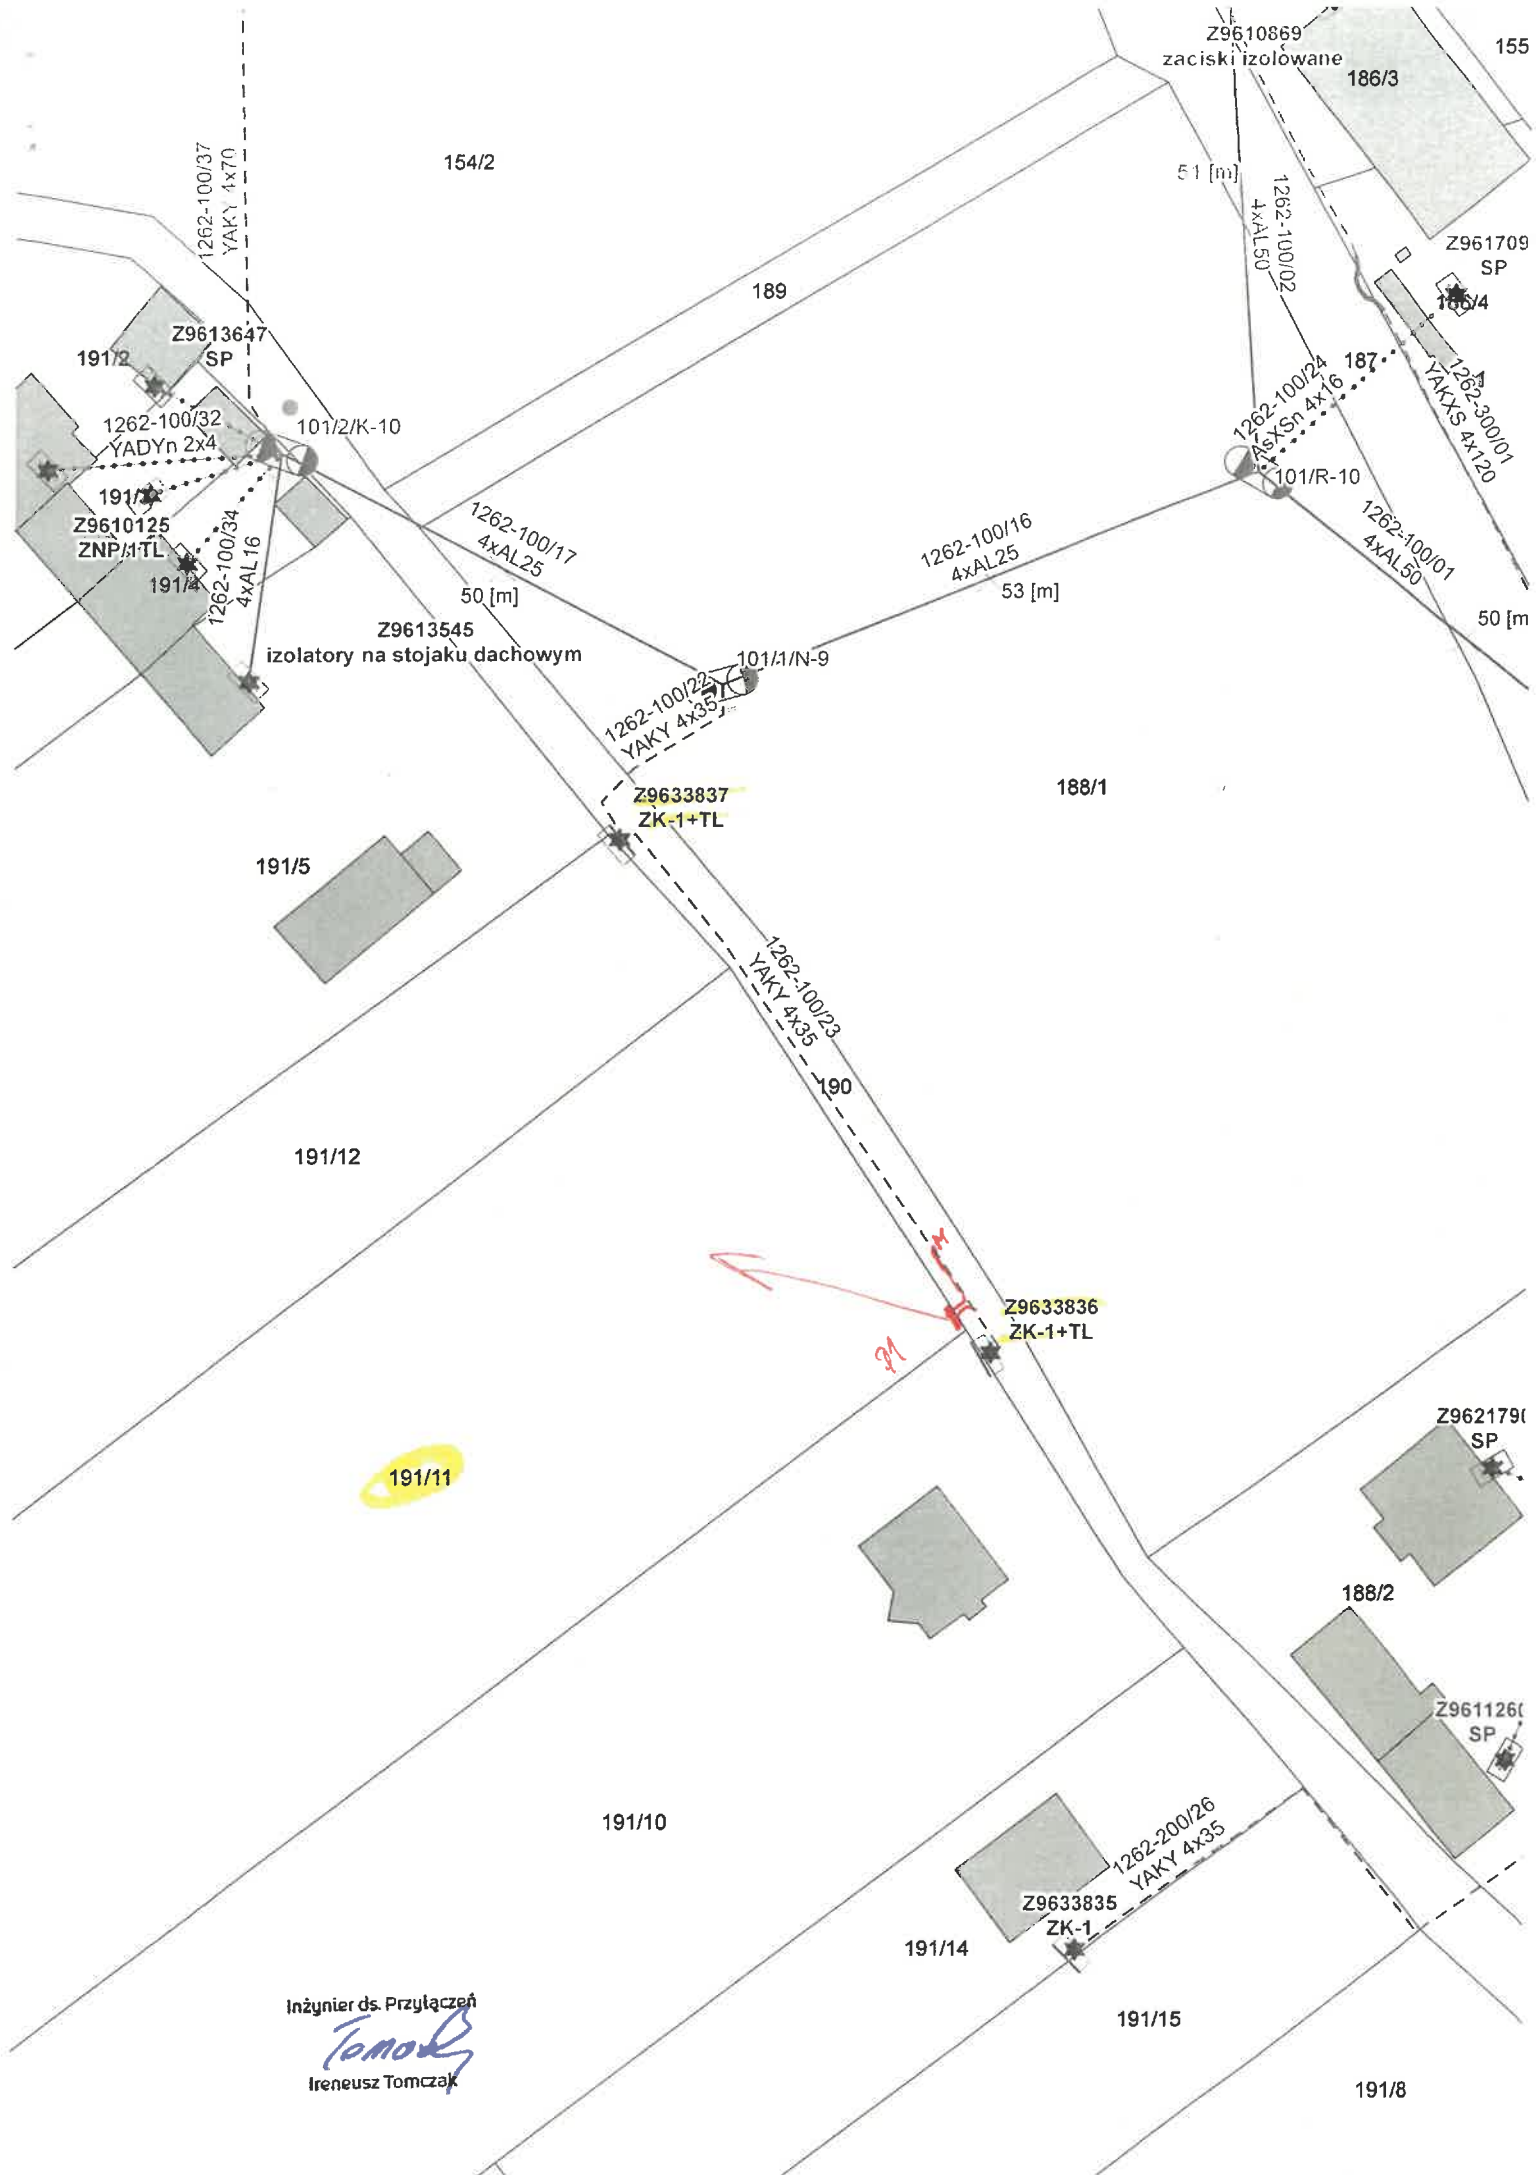 Z9610869
zaciski izolowane
155
186/3
154/2
1262-100/37
YAKY 4x70
51 [m]
1262-100/02
4xAL50
Z961709
SP
186/4
189
Z9613647
SP
191/2
187
1262-100/24
AsXSn 4x16
1262-300/01
YAKXS 4x120
1262-100/32
YADYn 2x4
101/2/K-10
101/R-10
191/
Z9610125
ZNP/1TL
191/4
1262-100/34
4xAL16
1262-100/17
4xAL25
50 [m]
1262-100/16
4xAL25
53 [m]
1262-100/01
4xAL50
50 [m
Z9613545
izolatory na stojaku dachowym
101/1/N-9
1262-100/22
YAKY 4x35
188/1
Z9633837
ZK-1+TL
191/5
1262-100/23
YAKY 4x35
190
191/12
Z9633836
ZK-1+TL
191/11
Z962179
SP
188/2
Z961126
SP
191/10
1262-200/26
YAKY 4x35
Z9633835
ZK-1
191/14
191/15
191/8
Inżynier ds. Przyłączeń
Ireneusz Tomczak